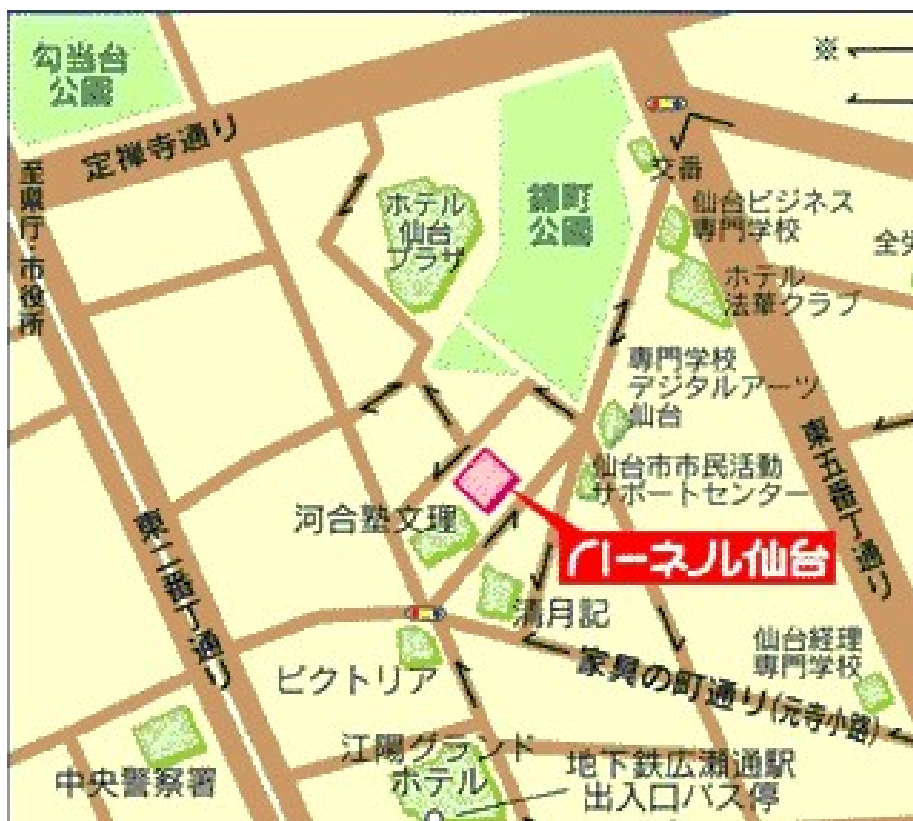 勾当台
公園
※
定禅寺通り
至県庁・市役所
交番
ホテル
仙台
プラザ
錦町
公園
仙台ビジネス
専門学校
ホテル
法華クラブ
専門学校
デジタルアーツ
仙台
東五番丁通り
仙台市市民活動
サポートセンター
河合塾文理
パーネル仙台
東二番丁通り
清月記
ビクトリア
仙台経理
専門学校
家具の町通り(元寺小路)
中央警察署
江陽グランド
ホテル
地下鉄広瀬通駅
出入口バス停